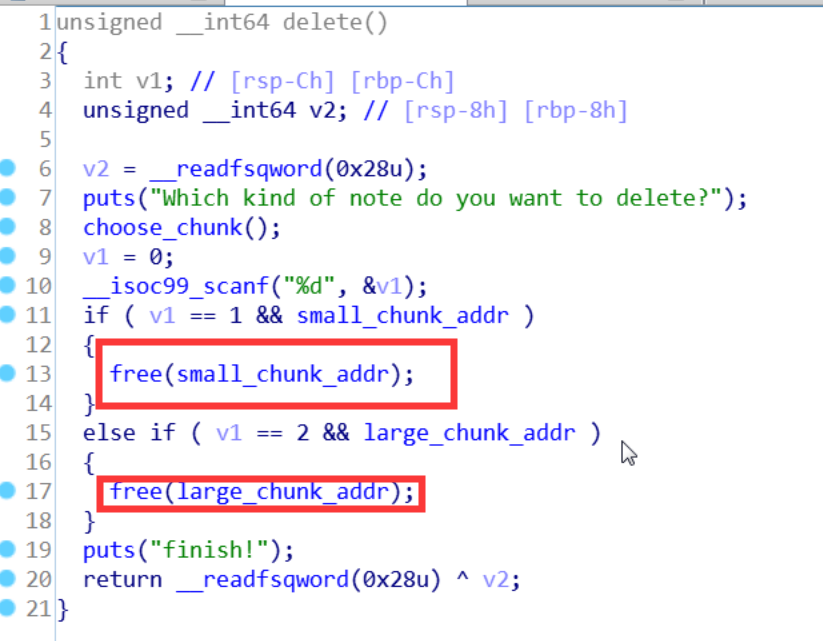 1 unsigned __int64 delete()
2 {
3   int v1; // [rsp-Ch] [rbp-Ch]
4   unsigned __int64 v2; // [rsp-8h] [rbp-8h]
5
6   v2 = __readfsqword(0x28u);
7   puts("Which kind of note do you want to delete?");
8   choose_chunk();
9   v1 = 0;
10   __isoc99_scanf("%d", &v1);
11   if ( v1 == 1 && small_chunk_addr )
12   {
13     free(small_chunk_addr);
14   }
15   else if ( v1 == 2 && large_chunk_addr )
16   {
17     free(large_chunk_addr);
18   }
19   puts("finish!");
20   return __readfsqword(0x28u) ^ v2;
21 }